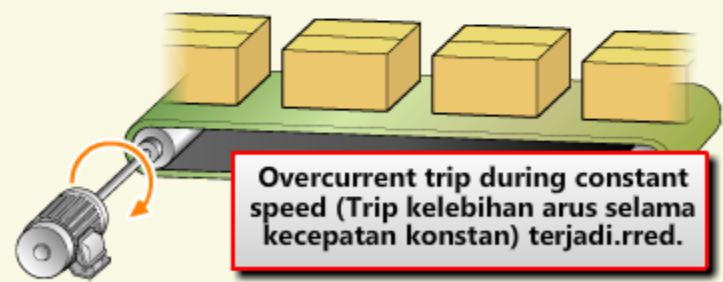 Overcurrent trip during constant
speed (Trip kelebihan arus selama
kecepatan konstan) terjadi.rred.